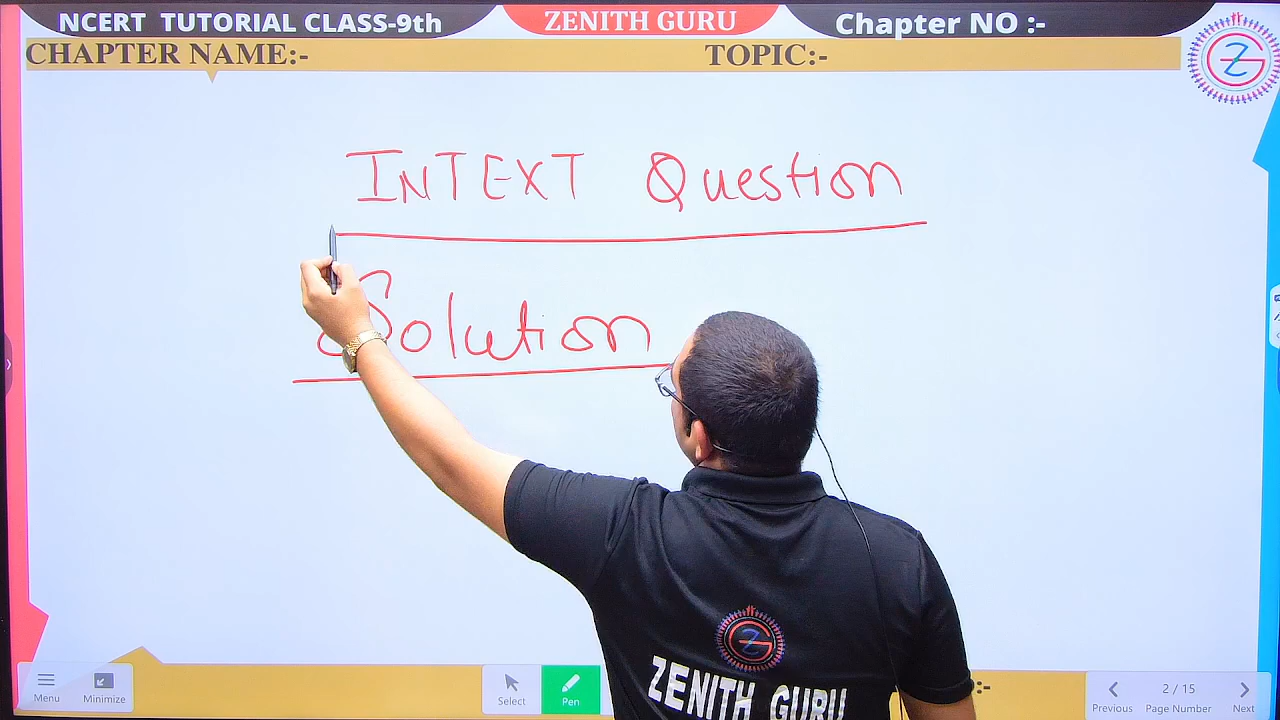 NCERT TUTORIAL CLASS-9th
ZENITH GURU
Chapter NO :-
CHAPTER NAME:-
TOPIC:-
INTEXT Question
Solution
ZENITH GURU
:-
Menu
Minimize
Select
Pen
Previous
2 / 15
Page Number
Next